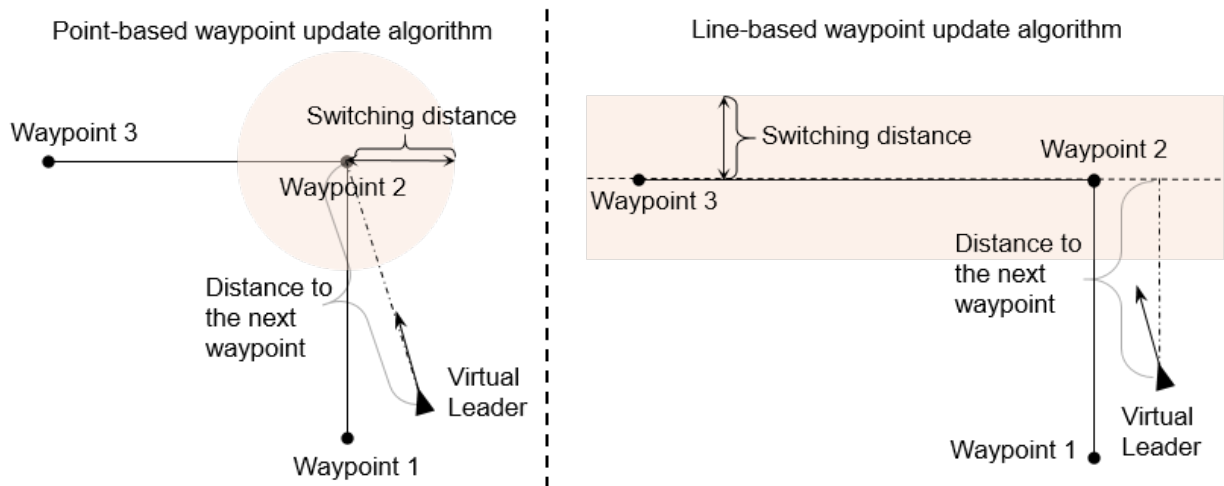 Point-based waypoint update algorithm
Waypoint 3
Switching distance
Waypoint 2
Distance to
the next
waypoint
Virtual
Leader
Waypoint 1
Line-based waypoint update algorithm
Switching distance
Waypoint 2
Waypoint 3
Distance to
the next
waypoint
Virtual
Leader
Waypoint 1